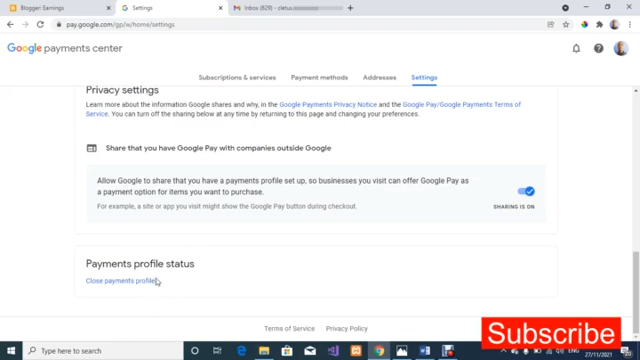 Blogger: Earnings
Settings
Inbox (829) - cletus
pay.google.com/gp/w/home/settings
Google payments center
Subscriptions & services
Payment methods
Addresses
Settings
Privacy settings
Learn more about the information Google shares and why, in the Google Payments Privacy Notice and the Google Pay/Google Payments Terms of
Service. You can turn off the sharing below at any time by returning to this page and changing your preferences.
Share that you have Google Pay with companies outside Google
Allow Google to share that you have a payments profile set up, so businesses you visit can offer Google Pay as
a payment option for items you want to purchase.
For example, a site or app you visit might show the Google Pay button during checkout.
SHARING IS ON
Payments profile status
Close payments profile
Terms of Service
Privacy Policy
Subscribe
Type here to search
ENG
27/11/2021